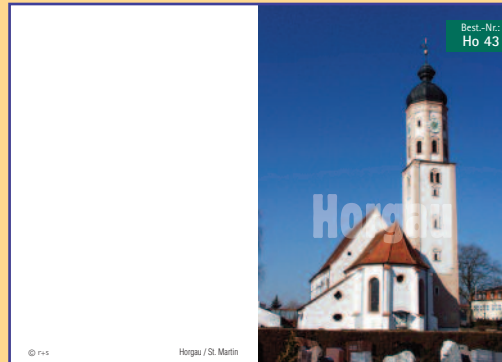 Best.-Nr.:
Ho 43
Horgau
© r+s
Horgau / St. Martin